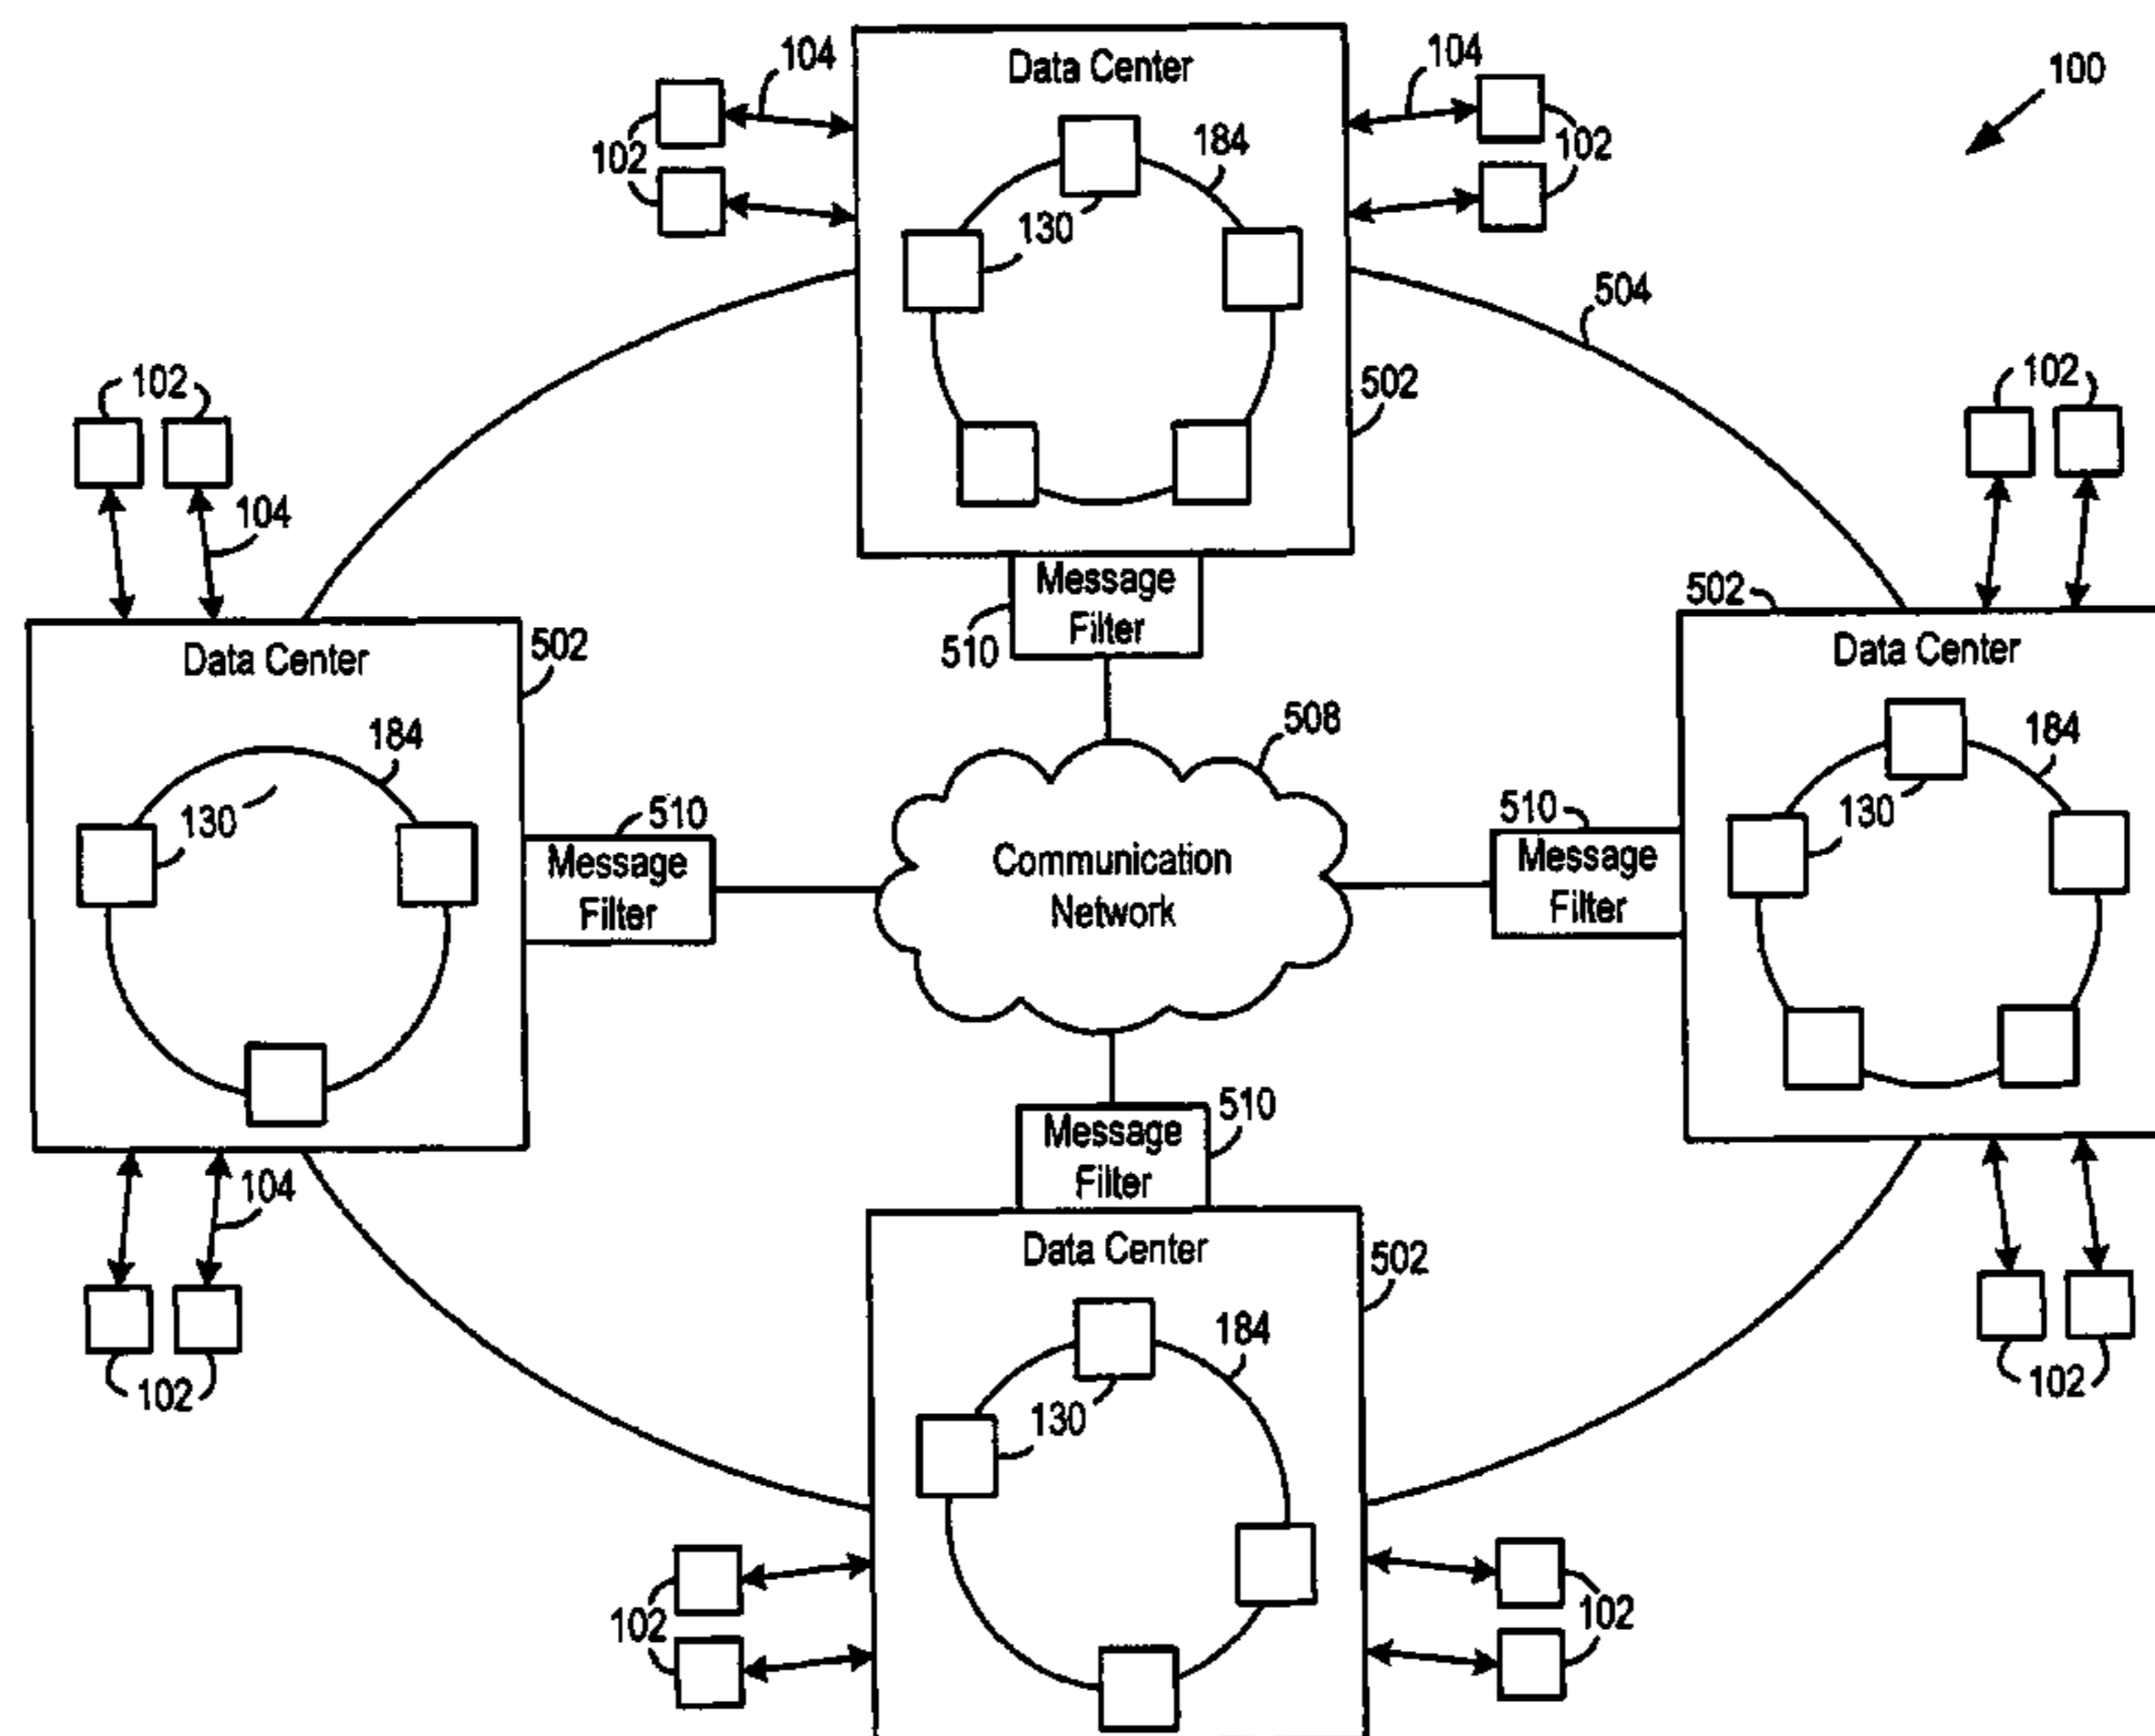 104
Data Center
104
100
102
184
102
130
504
102
502
102
104
Message
Filter
510
502
Data Center
502
Data Center
184
508
184
130
510
Message
Filter
Communication
Network
510
Message
Filter
130
510
Message
Filter
104
Data Center
502
102
184
102
130
102
102